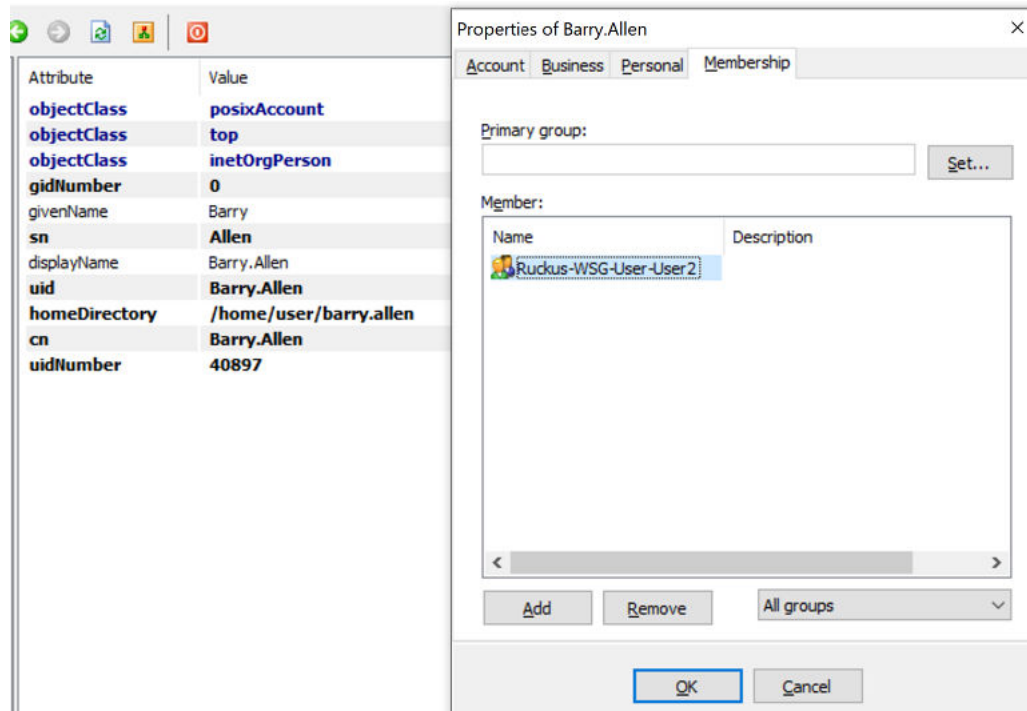 Attribute Value
objectClass posixAccount
objectClass top
objectClass inetOrgPerson
gidNumber 0
givenName Barry
sn Allen
displayName Barry.Allen
uid Barry.Allen
homeDirectory /home/user/barry.allen
cn Barry.Allen
uidNumber 40897
Properties of Barry.Allen
Account Business Personal Membership
Primary group:
Set...
Member:
Name Description
Ruckus-WSG-User-User2
Add Remove All groups
OK Cancel